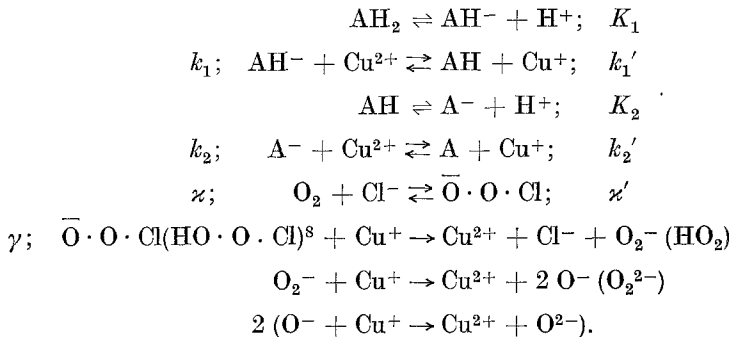 AH₂ ⇌ AH⁻ + H⁺; K₁
k₁; AH⁻ + Cu²⁺ ⇄ AH + Cu⁺; k₁′
AH ⇌ A⁻ + H⁺; K₂
k₂; A⁻ + Cu²⁺ ⇄ A + Cu⁺; k₂′
ϰ; O₂ + Cl⁻ ⇄ O̅ · O · Cl; ϰ′
γ; O̅ · O · Cl(HO · O · Cl)⁸ + Cu⁺ → Cu²⁺ + Cl⁻ + O₂⁻ (HO₂)
O₂⁻ + Cu⁺ → Cu²⁺ + 2 O⁻ (O₂²⁻)
2 (O⁻ + Cu⁺ → Cu²⁺ + O²⁻).